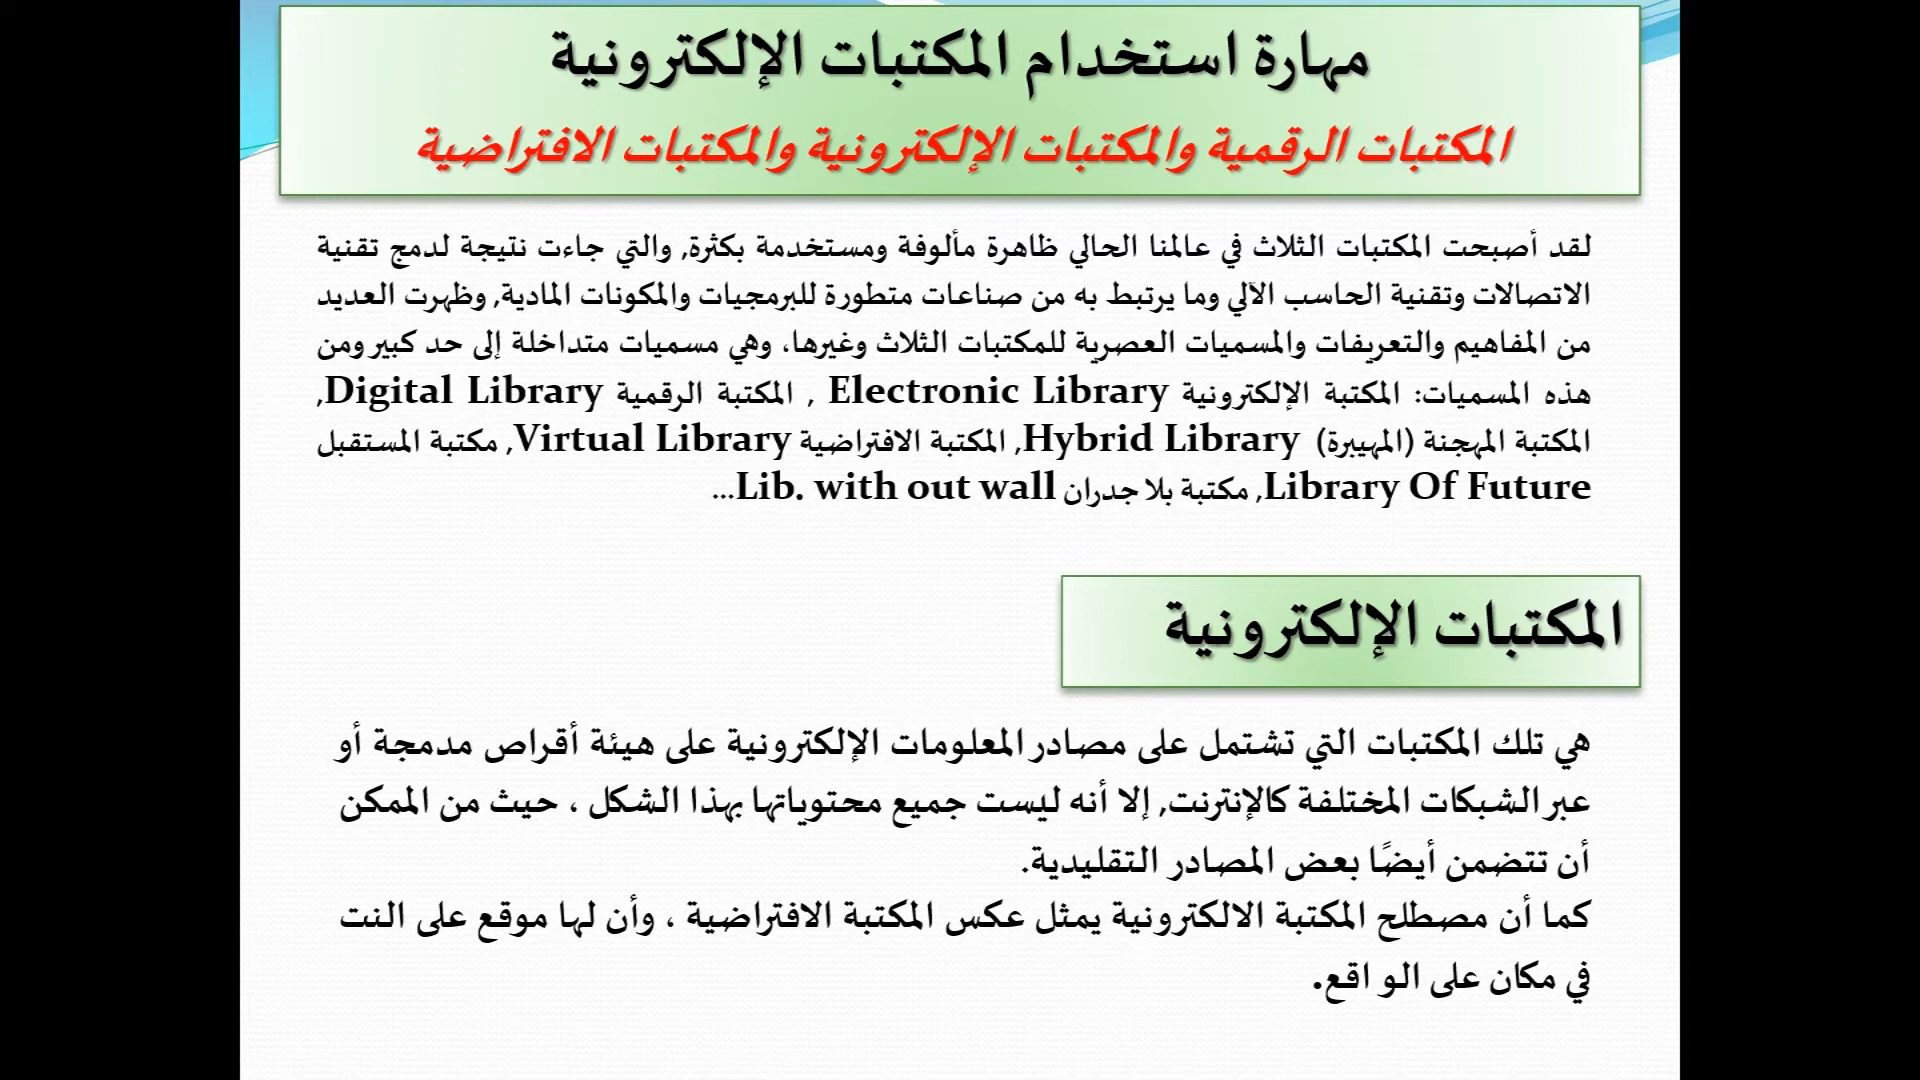 مهارة استخدام المكتبات الإلكترونية
المكتبات الرقمية والمكتبات الإلكترونية والمكتبات الافتراضية
لقد أصبحت المكتبات الثلاث في عالمنا الحالي ظاهرة مألوفة ومستخدمة بكثرة, والتي جاءت نتيجة لدمج تقنية
الاتصالات وتقنية الحاسب الآلي وما يرتبط به من صناعات متطورة للبرمجيات والمكونات المادية, وظهرت العديد
من المفاهيم والتعريفات والمسميات العصرية للمكتبات الثلاث وغيرها، وهي مسميات متداخلة إلى حد كبير ومن
هذه المسميات: المكتبة الإلكترونية Electronic Library , المكتبة الرقمية Digital Library,
المكتبة المهجنة (المهيبرة) Hybrid Library, المكتبة الافتراضية Virtual Library, مكتبة المستقبل
Library Of Future, مكتبة بلا جدران Lib. with out wall...
المكتبات الإلكترونية
هي تلك المكتبات التي تشتمل على مصادر المعلومات الإلكترونية على هيئة أقراص مدمجة أو
عبر الشبكات المختلفة كالإنترنت, إلا أنه ليست جميع محتوياتها بهذا الشكل ، حيث من الممكن
أن تتضمن أيضًا بعض المصادر التقليدية.
كما أن مصطلح المكتبة الالكترونية يمثل عكس المكتبة الافتراضية ، وأن لها موقع على النت
في مكان على الواقع.